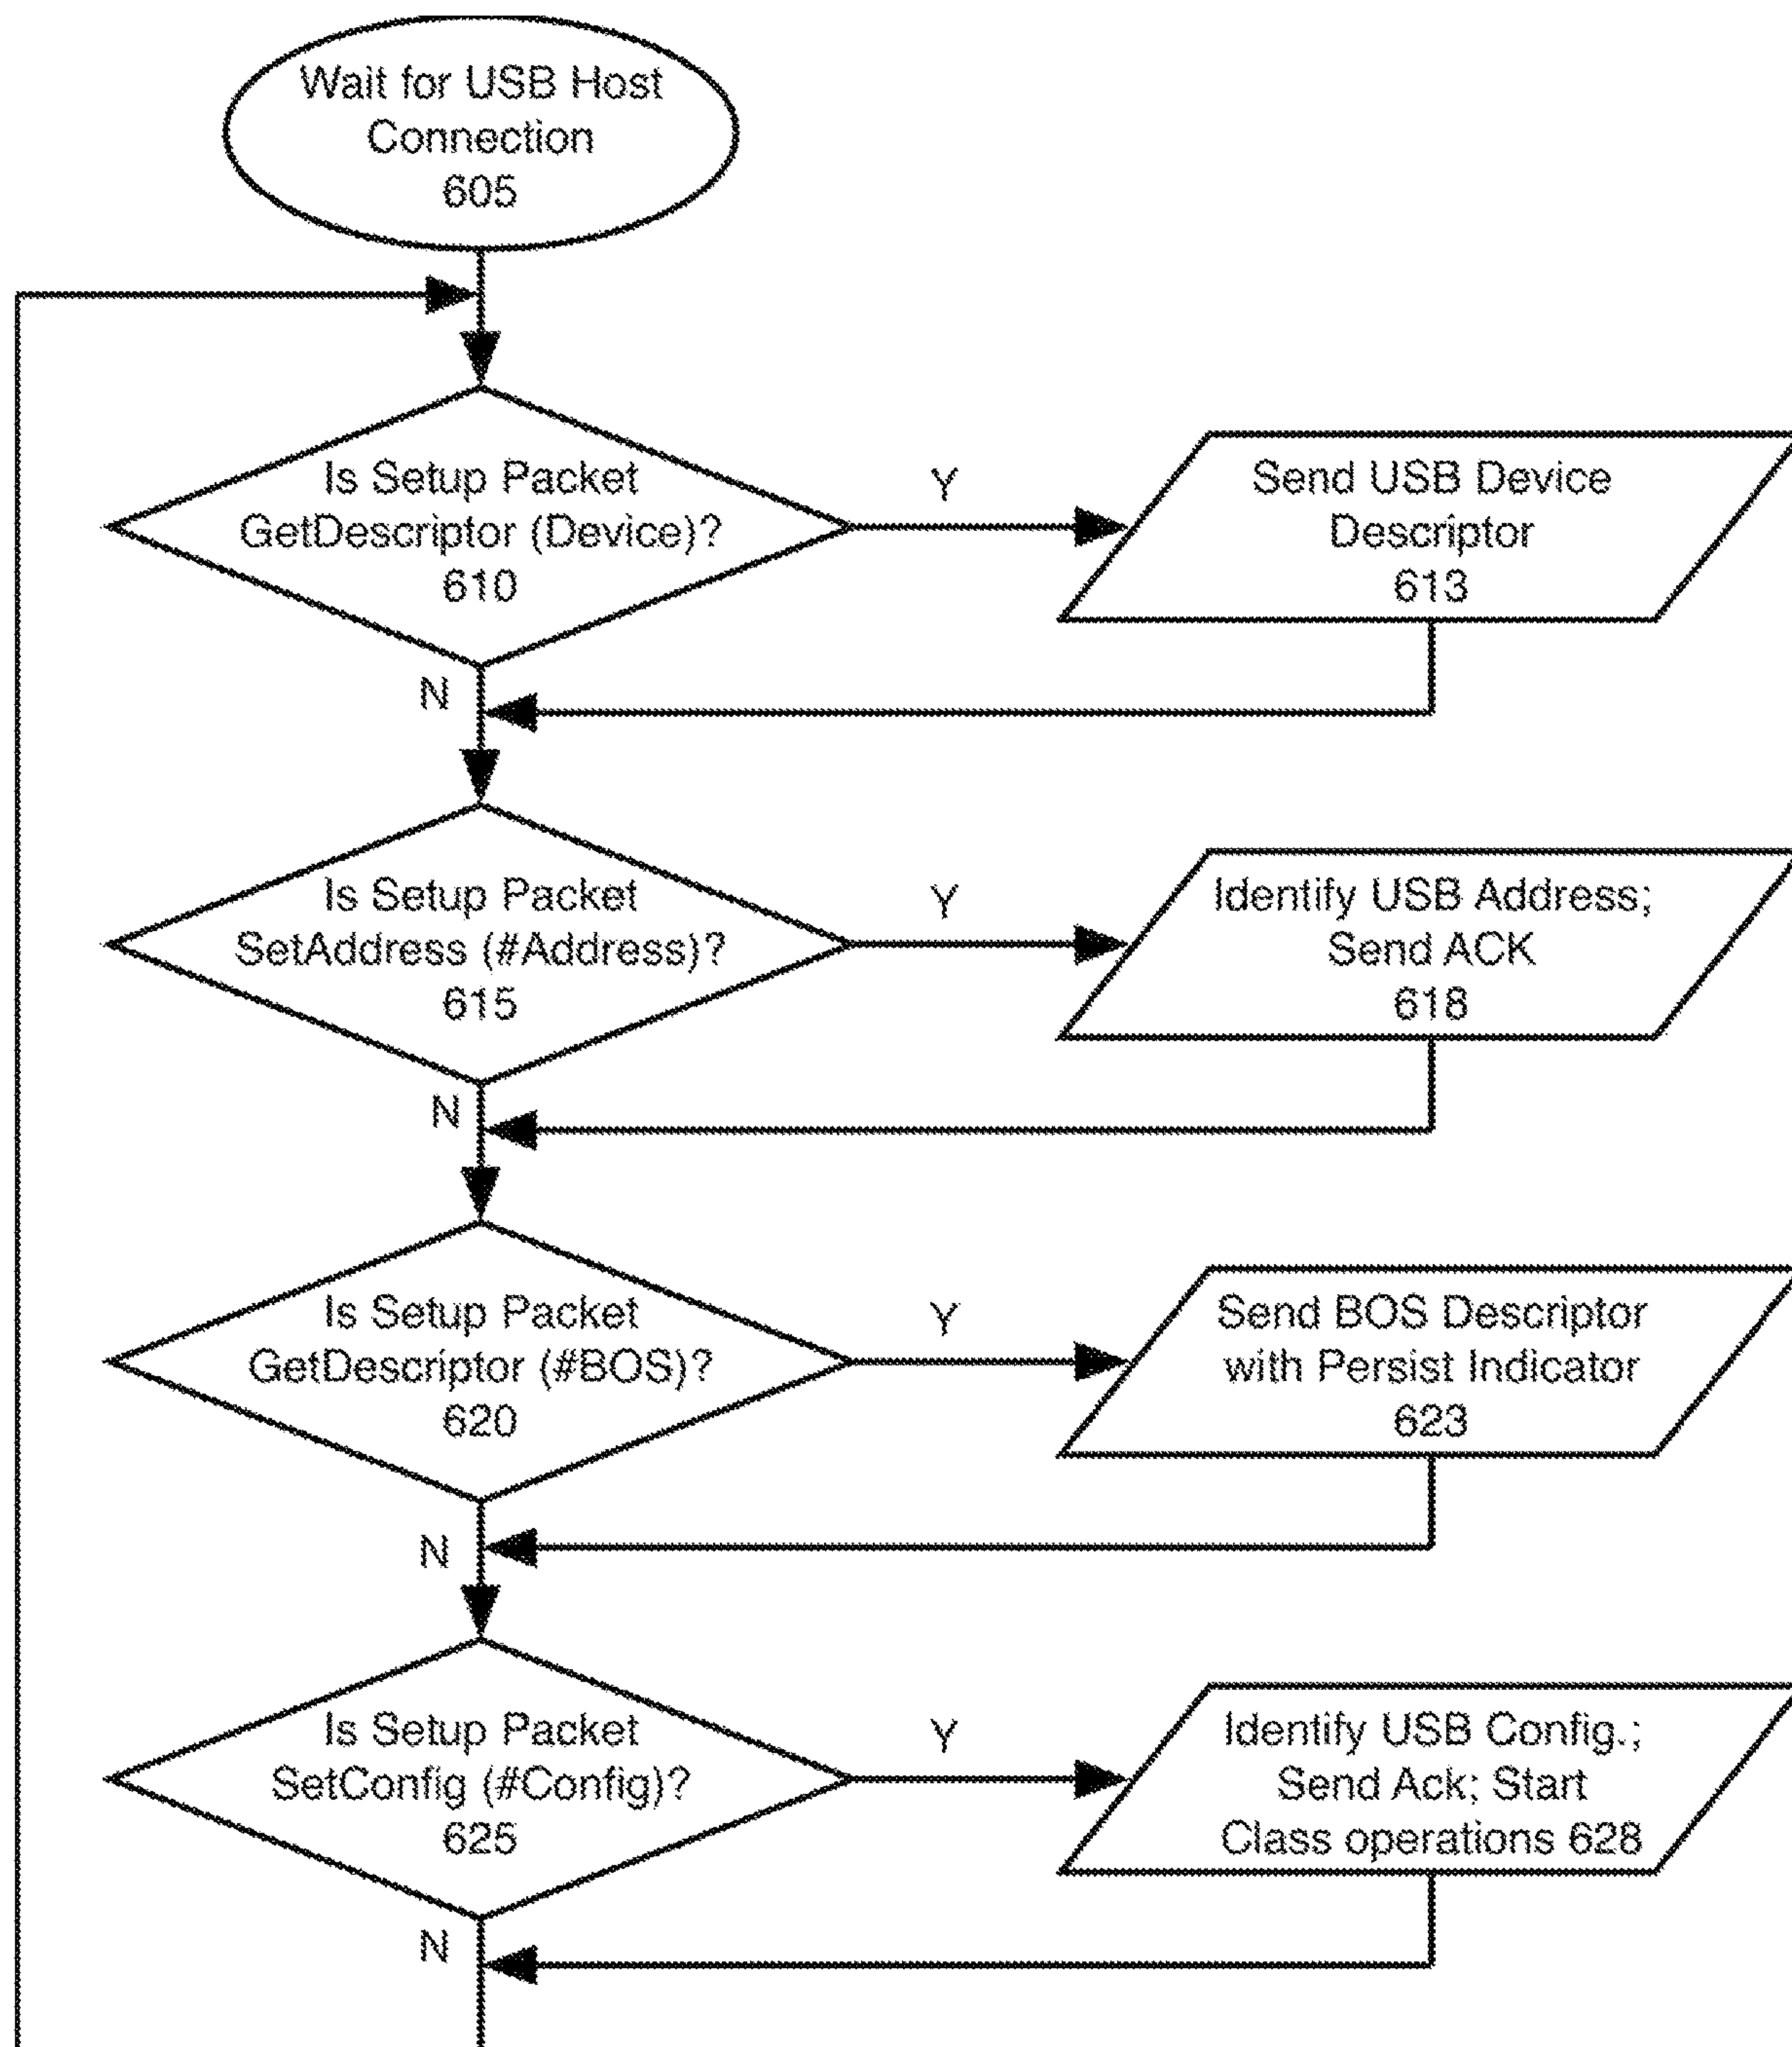 Wait for USB Host
Connection
605
Is Setup Packet
GetDescriptor (Device)?
610
Y
Send USB Device
Descriptor
613
N
Is Setup Packet
SetAddress (#Address)?
615
Y
Identify USB Address;
Send ACK
618
N
Is Setup Packet
GetDescriptor (#BOS)?
620
Y
Send BOS Descriptor
with Persist Indicator
623
N
Is Setup Packet
SetConfig (#Config)?
625
Y
Identify USB Config.;
Send Ack; Start
Class operations 628
N